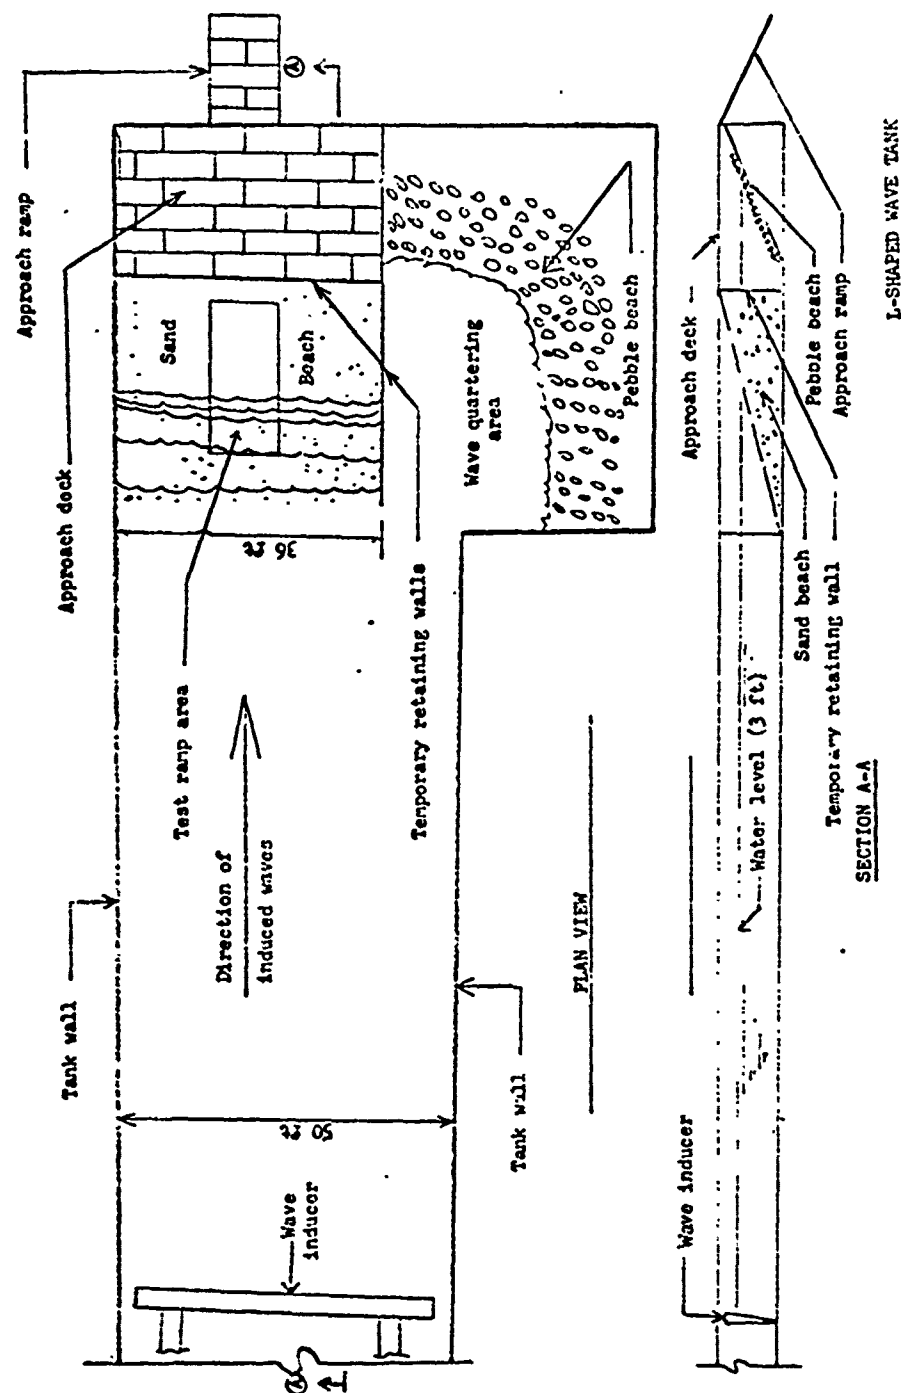 Approach ramp
Approach deck
Tank wall
Ⓐ
Sand
Beach
Test ramp area
36 ft
Direction of
induced waves
50 ft
Wave
inducer
Ⓐ
Temporary retaining walls
Wave quartering
area
Pebble beach
Tank wall
PLAN VIEW
Approach deck
Wave inducer
Water level (3 ft)
Sand beach
Pebble beach
Temporary retaining wall
Approach ramp
SECTION A-A
L-SHAPED WAVE TANK